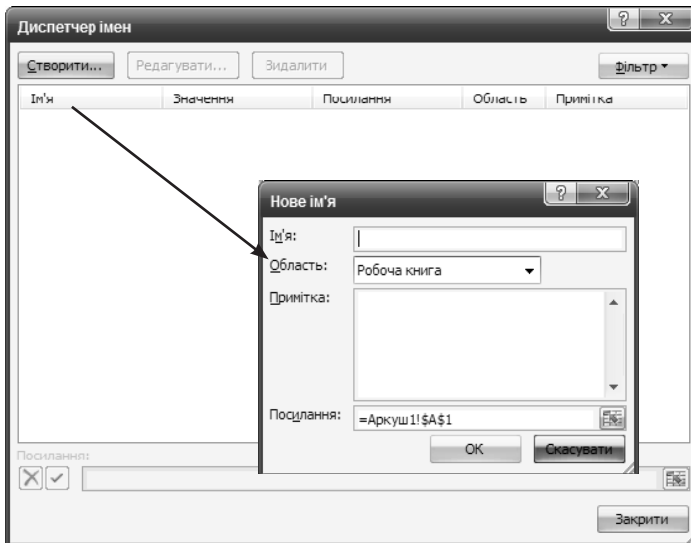 Диспетчер імен
Створити... Редагувати... Видалити Фільтр
Ім'я Значення Посилання Область Примітка
Нове ім'я
Ім'я:
Область: Робоча книга
Примітка:
Посилання: =Аркуш1!$A$1
OK Скасувати
Посилання:
Закрити